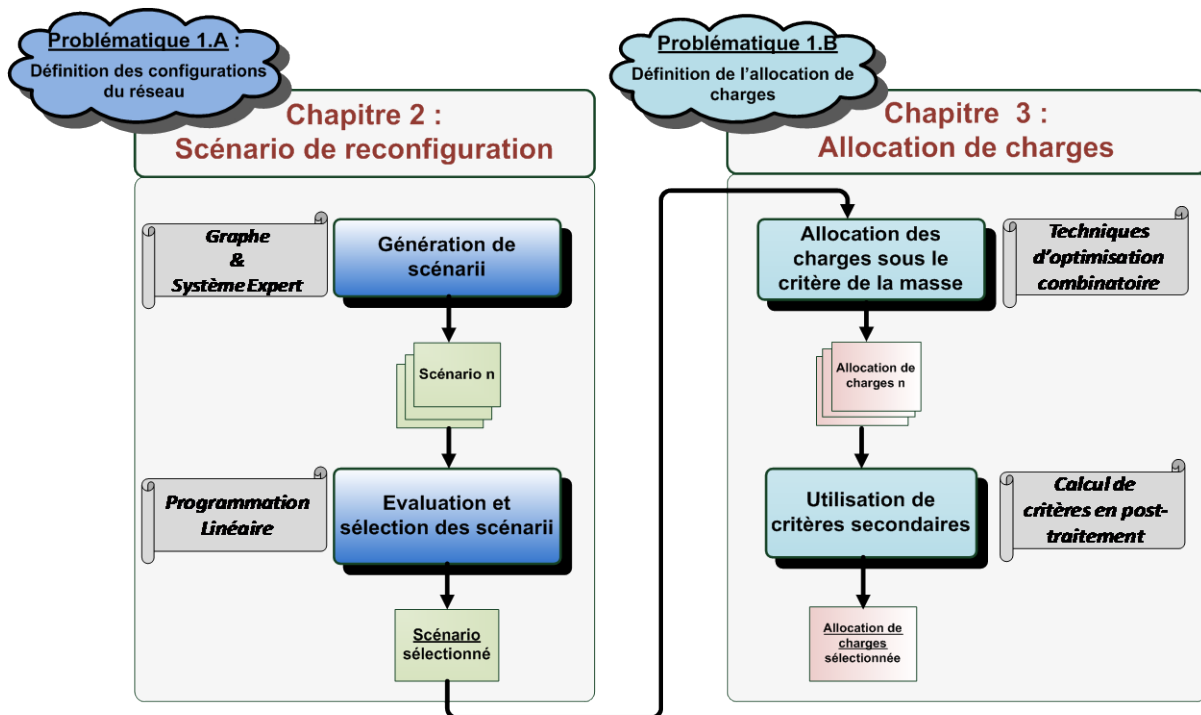 Problématique 1.A :
Définition des configurations
du réseau
Chapitre 2 :
Scénario de reconfiguration
Graphe
&
Système Expert
Génération de
scénarii
Scénario n
Programmation
Linéaire
Evaluation et
sélection des scénarii
Scénario
sélectionné
Problématique 1.B
Définition de l'allocation de
charges
Chapitre 3 :
Allocation de charges
Allocation des
charges sous le
critère de la masse
Techniques
d'optimisation
combinatoire
Allocation de
charges n
Utilisation de
critères secondaires
Calcul de
critères en post-
traitement
Allocation de
charges
sélectionnée